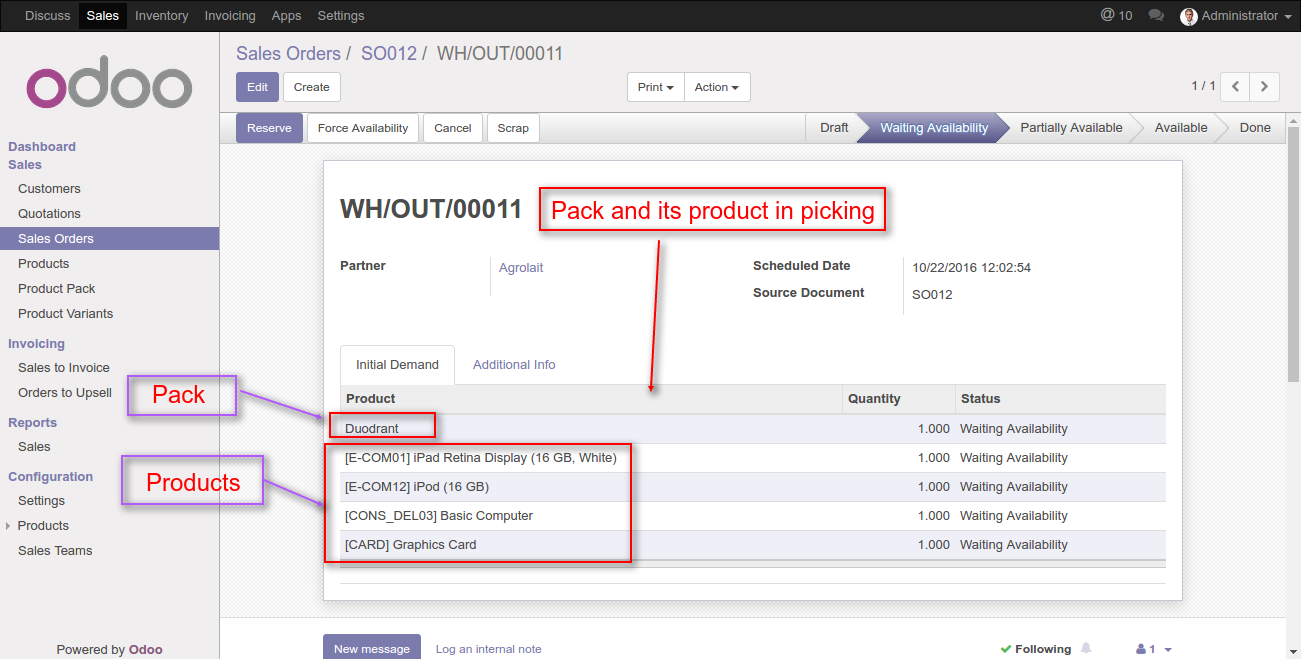 Discuss Sales Inventory Invoicing Apps Settings @ 10 Administrator
odoo
Sales Orders / SO012 / WH/OUT/00011
Edit Create Print Action 1 / 1
Reserve Force Availability Cancel Scrap Draft Waiting Availability Partially Available Available Done
Dashboard
Sales
Customers
Quotations
Sales Orders
Products
Product Pack
Product Variants
Invoicing
Sales to Invoice
Orders to Upsell
Reports
Sales
Configuration
Settings
Products
Sales Teams
Powered by Odoo
WH/OUT/00011
Pack and its product in picking
Partner Agrolait
Scheduled Date 10/22/2016 12:02:54
Source Document SO012
Initial Demand Additional Info
Pack
Products
Product Quantity Status
Duodrant 1.000 Waiting Availability
[E-COM01] iPad Retina Display (16 GB, White) 1.000 Waiting Availability
[E-COM12] iPod (16 GB) 1.000 Waiting Availability
[CONS_DEL03] Basic Computer 1.000 Waiting Availability
[CARD] Graphics Card 1.000 Waiting Availability
New message Log an internal note Following 1